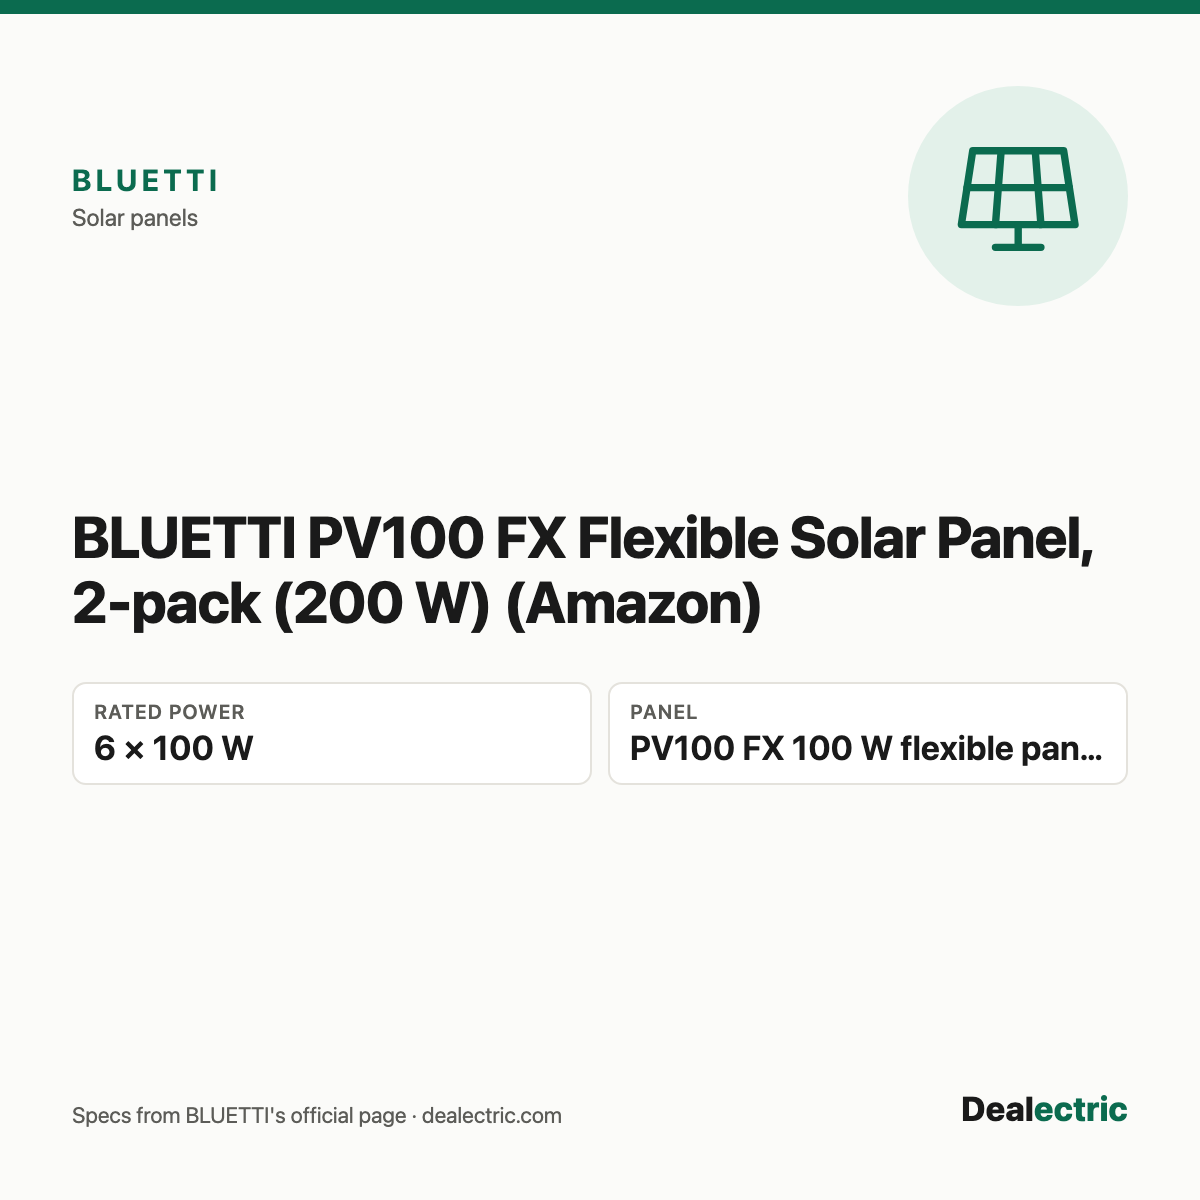 BLUETTI
Solar panels
BLUETTI PV100 FX Flexible Solar Panel,
2-pack (200 W) (Amazon)
RATED POWER
6 × 100 W
PANEL
PV100 FX 100 W flexible pan...
Specs from BLUETTI's official page · dealectric.com
Dealectric